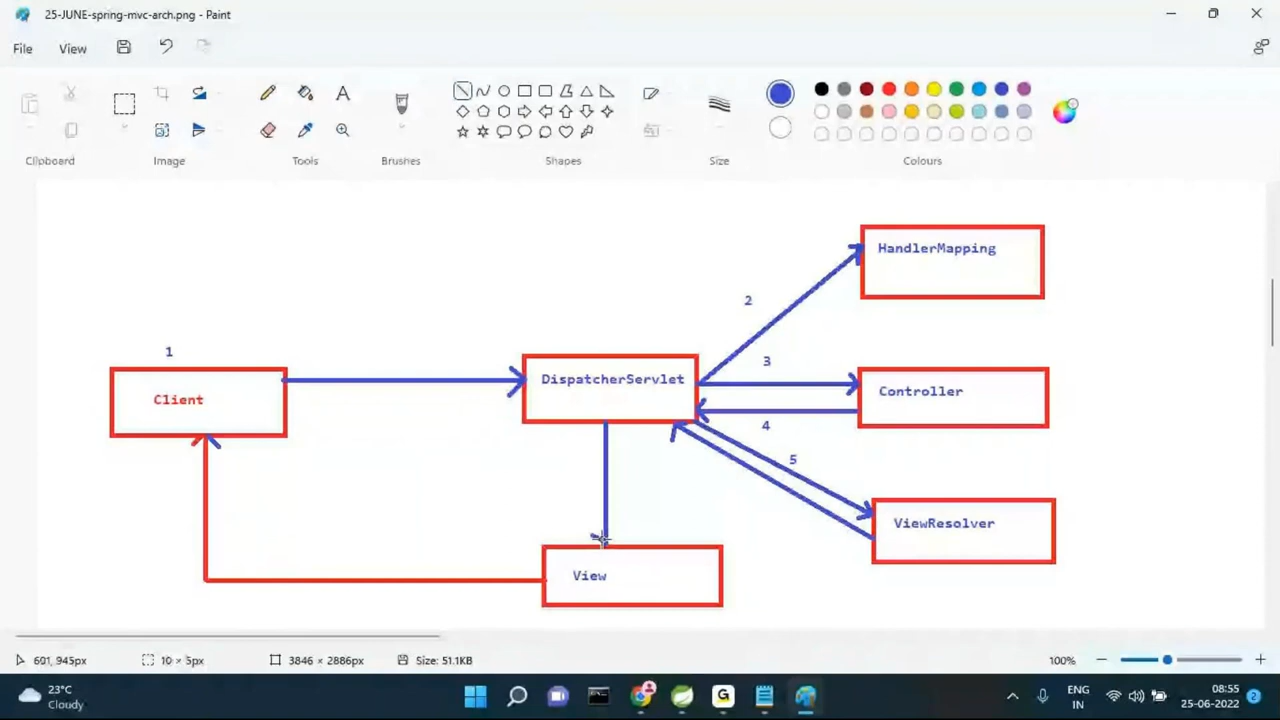 25-JUNE-spring-mvc-arch.png - Paint
File View
Clipboard Image Tools Brushes Shapes Size Colours
HandlerMapping
2
1
3
DispatcherServlet
Controller
Client
4
5
ViewResolver
View
601, 945px 10 × 5px 3846 × 2886px Size: 51.1KB 100%
23°C
Cloudy
ENG
IN
08:55
25-06-2022
2